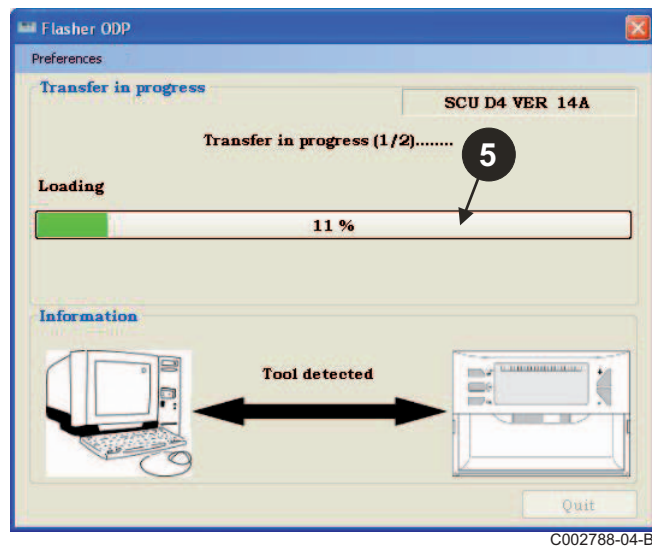 Flasher ODP
Preferences
Transfer in progress
SCU D4 VER 14A
Transfer in progress (1/2)........
5
Loading
11 %
Information
Tool detected
Quit
C002788-04-B